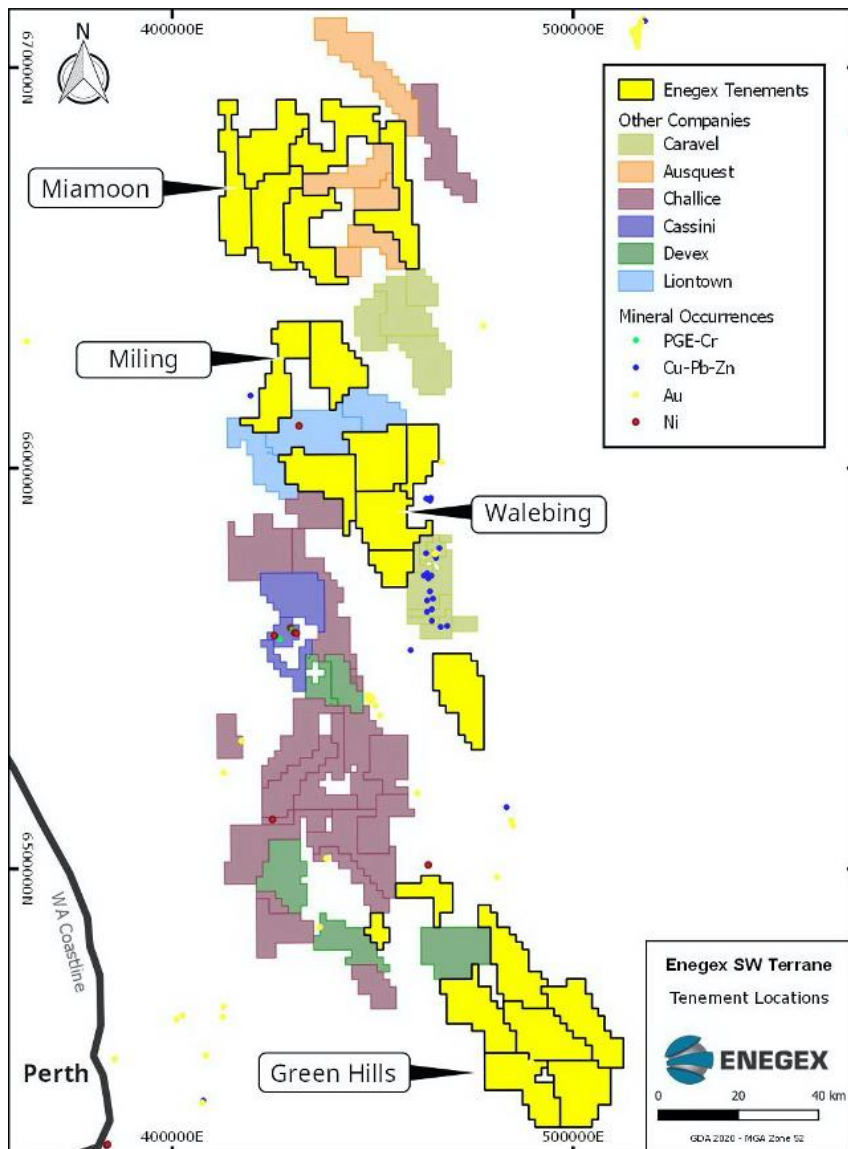 400000E
500000E
N
6700000N
Enegex Tenements
Other Companies
Caravel
Ausquest
Challice
Cassini
Devex
Liontown
Mineral Occurrences
PGE-Cr
Cu-Pb-Zn
Au
Ni
Miamoon
Miling
6600000N
Walebing
6500000N
WA Coastline
Perth
Green Hills
Enegex SW Terrane
Tenement Locations
ENEGEX
0 20 40 km
GDA 2020 - MGA Zone 52
400000E
500000E